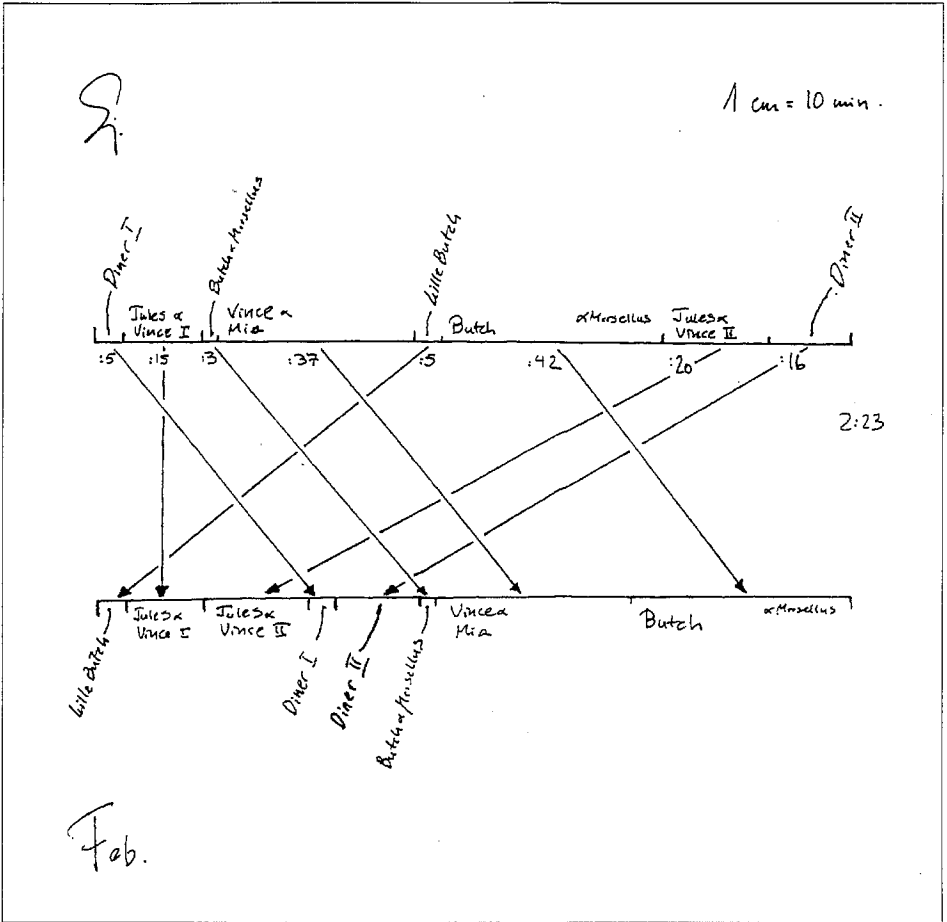 Sj.
1 cm = 10 min.
Diner I
Butch & Marsellus
Lille Butch
Diner II
Jules &
Vince I
Vince &
Mia
Butch
& Marsellus
Jules &
Vince II
:5
:15
:3
:37
:5
:42
:20
:16
2:23
Lille Butch
Jules &
Vince I
Jules &
Vince II
Diner I
Diner II
Butch & Marsellus
Vince &
Mia
Butch
& Marsellus
Fab.